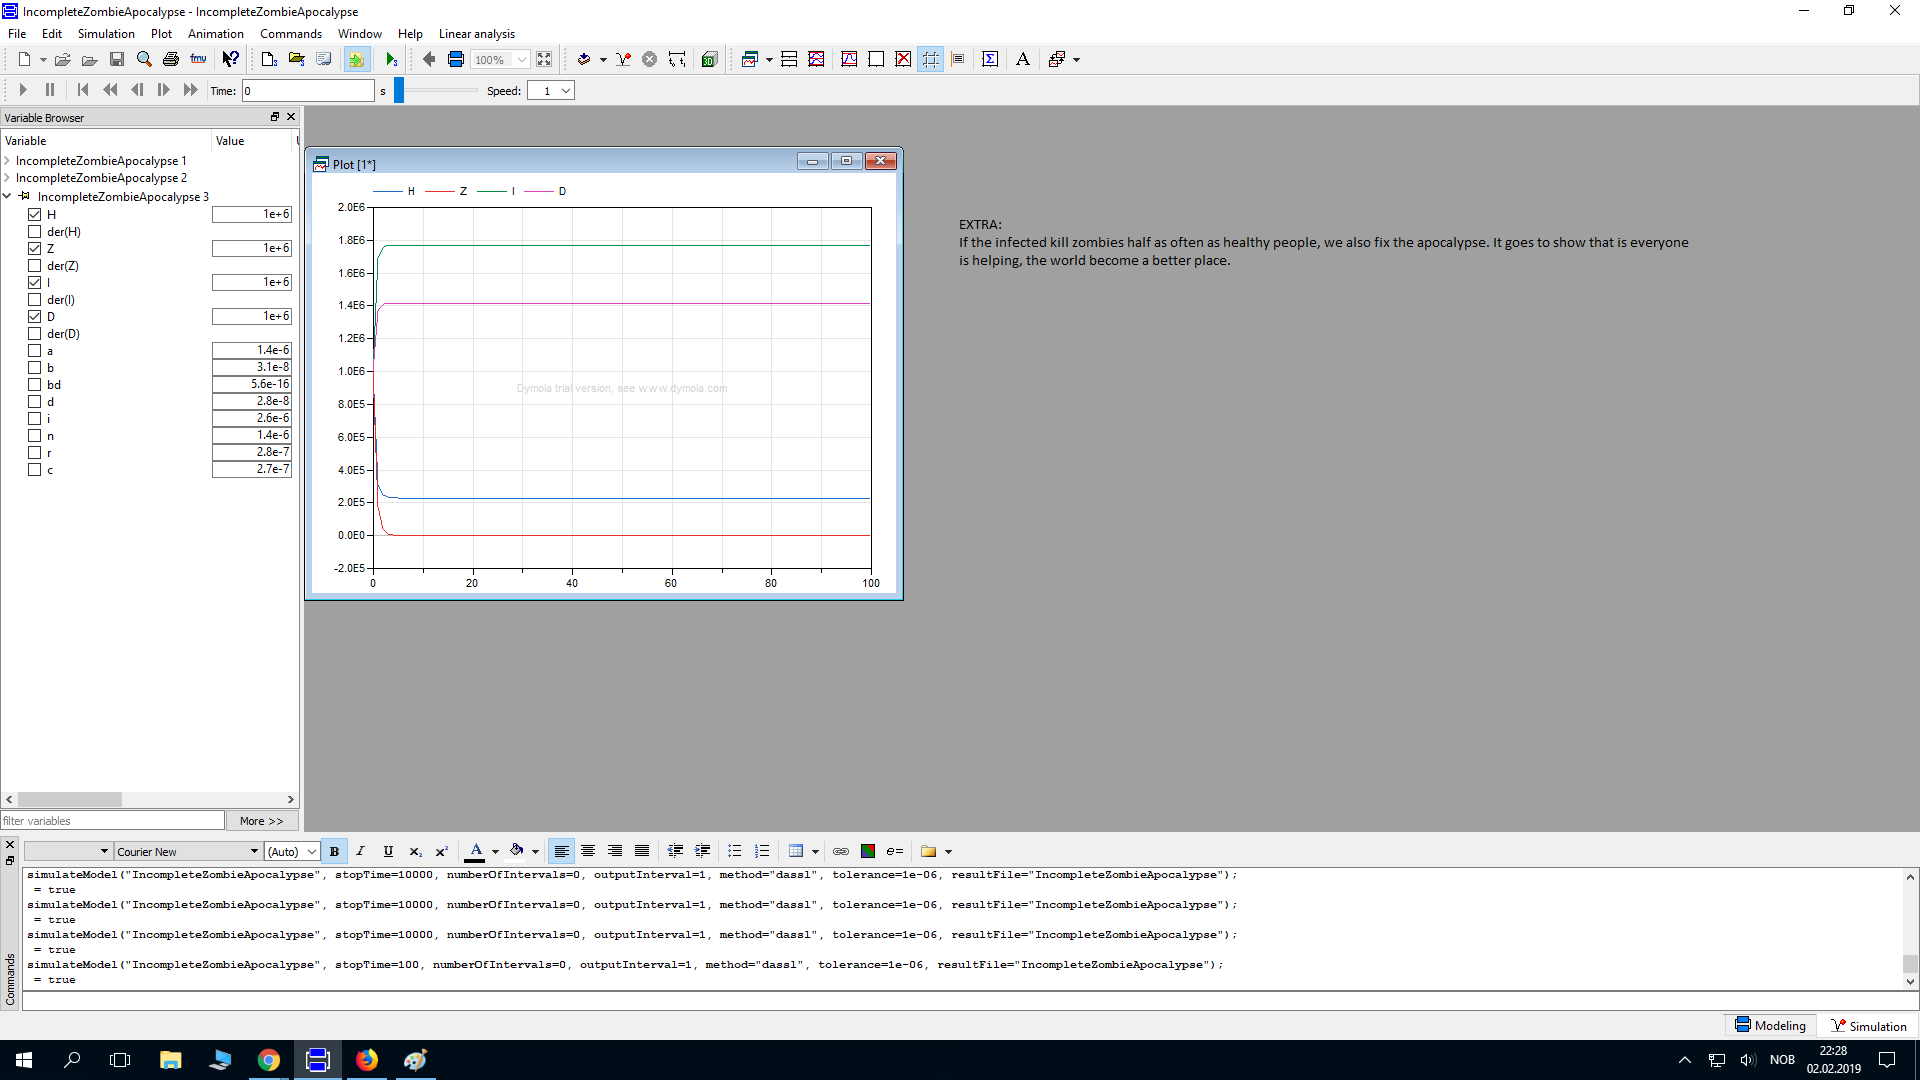 IncompleteZombieApocalypse - IncompleteZombieApocalypse
File Edit Simulation Plot Animation Commands Window Help Linear analysis
fmu 100% 3D Σ A
Time: 0 s Speed: 1
Variable Browser
Variable Value
IncompleteZombieApocalypse 1
IncompleteZombieApocalypse 2
IncompleteZombieApocalypse 3
H 1e+6
der(H)
Z 1e+6
der(Z)
I 1e+6
der(I)
D 1e+6
der(D)
a 1.4e-6
b 3.1e-8
bd 5.6e-16
d 2.8e-8
i 2.6e-6
n 1.4e-6
r 2.8e-7
c 2.7e-7
filter variables More >>
Plot [1*]
H Z I D
2.0E6
1.8E6
1.6E6
1.4E6
1.2E6
1.0E6
8.0E5
6.0E5
4.0E5
2.0E5
0.0E0
-2.0E5
0 20 40 60 80 100
Dymola trial version, see www.dymola.com
EXTRA:
If the infected kill zombies half as often as healthy people, we also fix the apocalypse. It goes to show that is everyone
is helping, the world become a better place.
Courier New (Auto) B I U x₂ x² A e=
simulateModel("IncompleteZombieApocalypse", stopTime=10000, numberOfIntervals=0, outputInterval=1, method="dassl", tolerance=1e-06, resultFile="IncompleteZombieApocalypse");
= true
simulateModel("IncompleteZombieApocalypse", stopTime=10000, numberOfIntervals=0, outputInterval=1, method="dassl", tolerance=1e-06, resultFile="IncompleteZombieApocalypse");
= true
simulateModel("IncompleteZombieApocalypse", stopTime=10000, numberOfIntervals=0, outputInterval=1, method="dassl", tolerance=1e-06, resultFile="IncompleteZombieApocalypse");
= true
simulateModel("IncompleteZombieApocalypse", stopTime=100, numberOfIntervals=0, outputInterval=1, method="dassl", tolerance=1e-06, resultFile="IncompleteZombieApocalypse");
= true
Commands
Modeling Simulation
NOB
22:28
02.02.2019